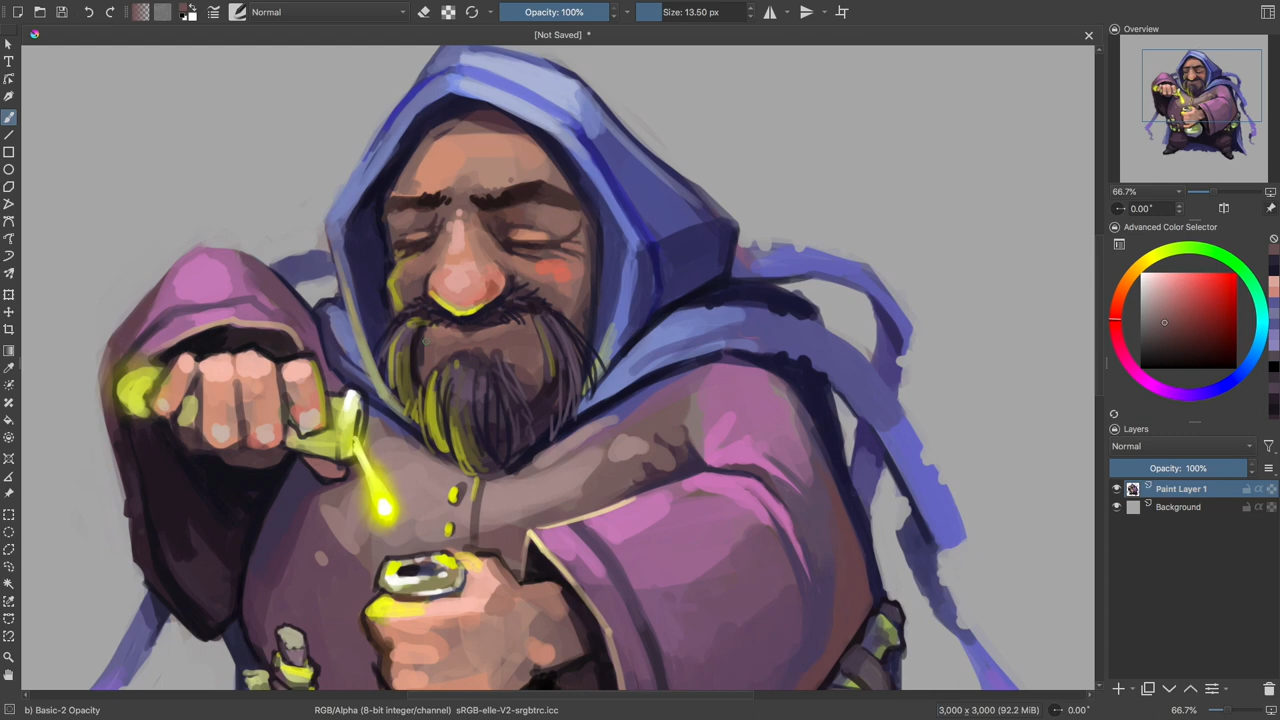 Normal
Opacity: 100%
Size: 13.50 px
[Not Saved] *
Overview
66.7%
0.00°
Advanced Color Selector
Layers
Normal
Opacity: 100%
Paint Layer 1
Background
b) Basic-2 Opacity
RGB/Alpha (8-bit integer/channel) sRGB-elle-V2-srgbtrc.icc
3,000 x 3,000 (92.2 MiB)
0.00°
66.7%